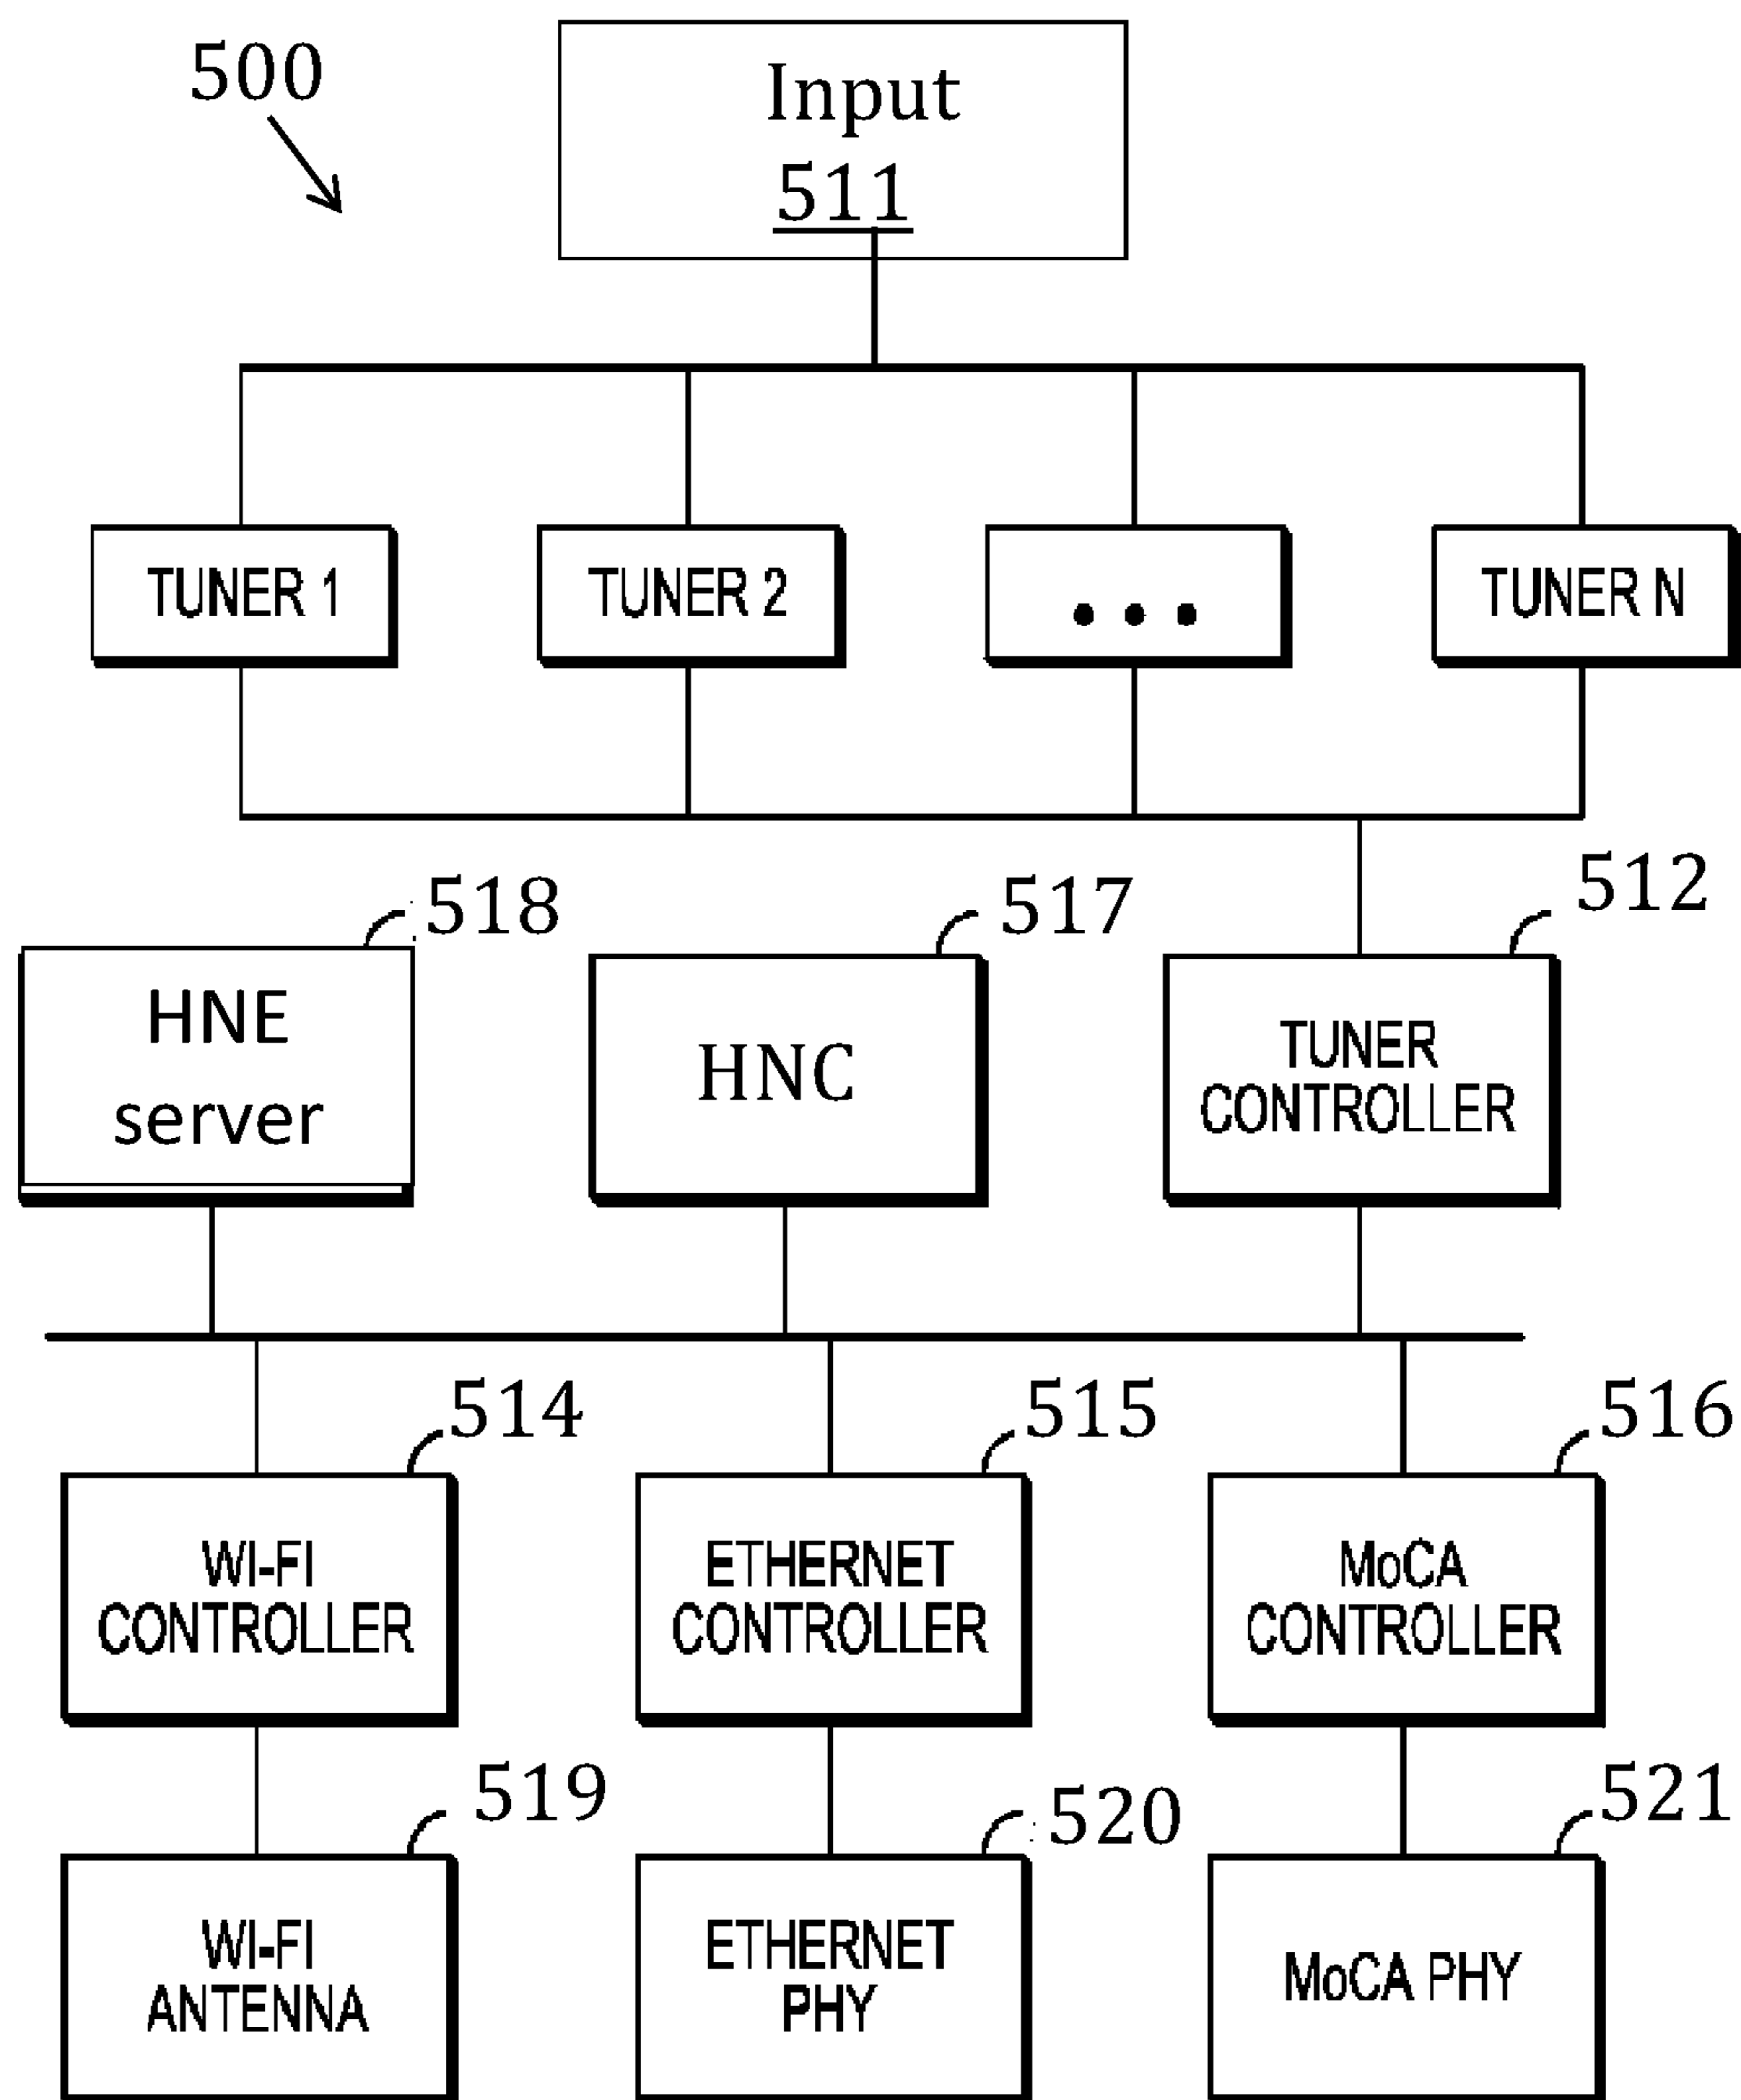 500
Input
511
TUNER 1
TUNER 2
• • •
TUNER N
518
517
512
HNE
server
HNC
TUNER
CONTROLLER
514
515
516
WI-FI
CONTROLLER
ETHERNET
CONTROLLER
MoCA
CONTROLLER
519
520
521
WI-FI
ANTENNA
ETHERNET
PHY
MoCA PHY